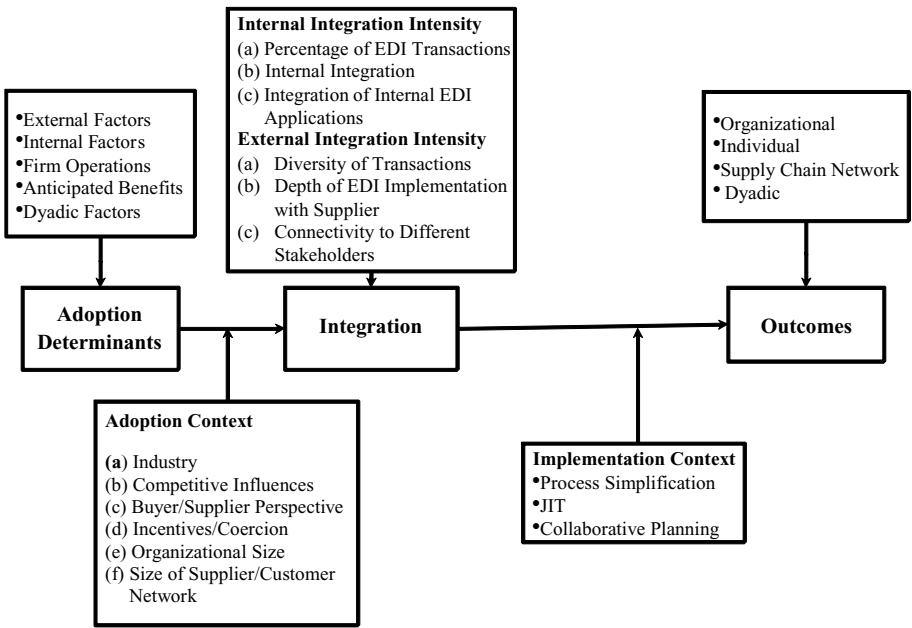 Internal Integration Intensity
(a) Percentage of EDI Transactions
(b) Internal Integration
(c) Integration of Internal EDI
Applications
External Integration Intensity
(a) Diversity of Transactions
(b) Depth of EDI Implementation
with Supplier
(c) Connectivity to Different
Stakeholders
•External Factors
•Internal Factors
•Firm Operations
•Anticipated Benefits
•Dyadic Factors
•Organizational
•Individual
•Supply Chain Network
• Dyadic
Adoption
Determinants
Integration
Outcomes
Adoption Context
(a) Industry
(b) Competitive Influences
(c) Buyer/Supplier Perspective
(d) Incentives/Coercion
(e) Organizational Size
(f) Size of Supplier/Customer
Network
Implementation Context
•Process Simplification
•JIT
•Collaborative Planning